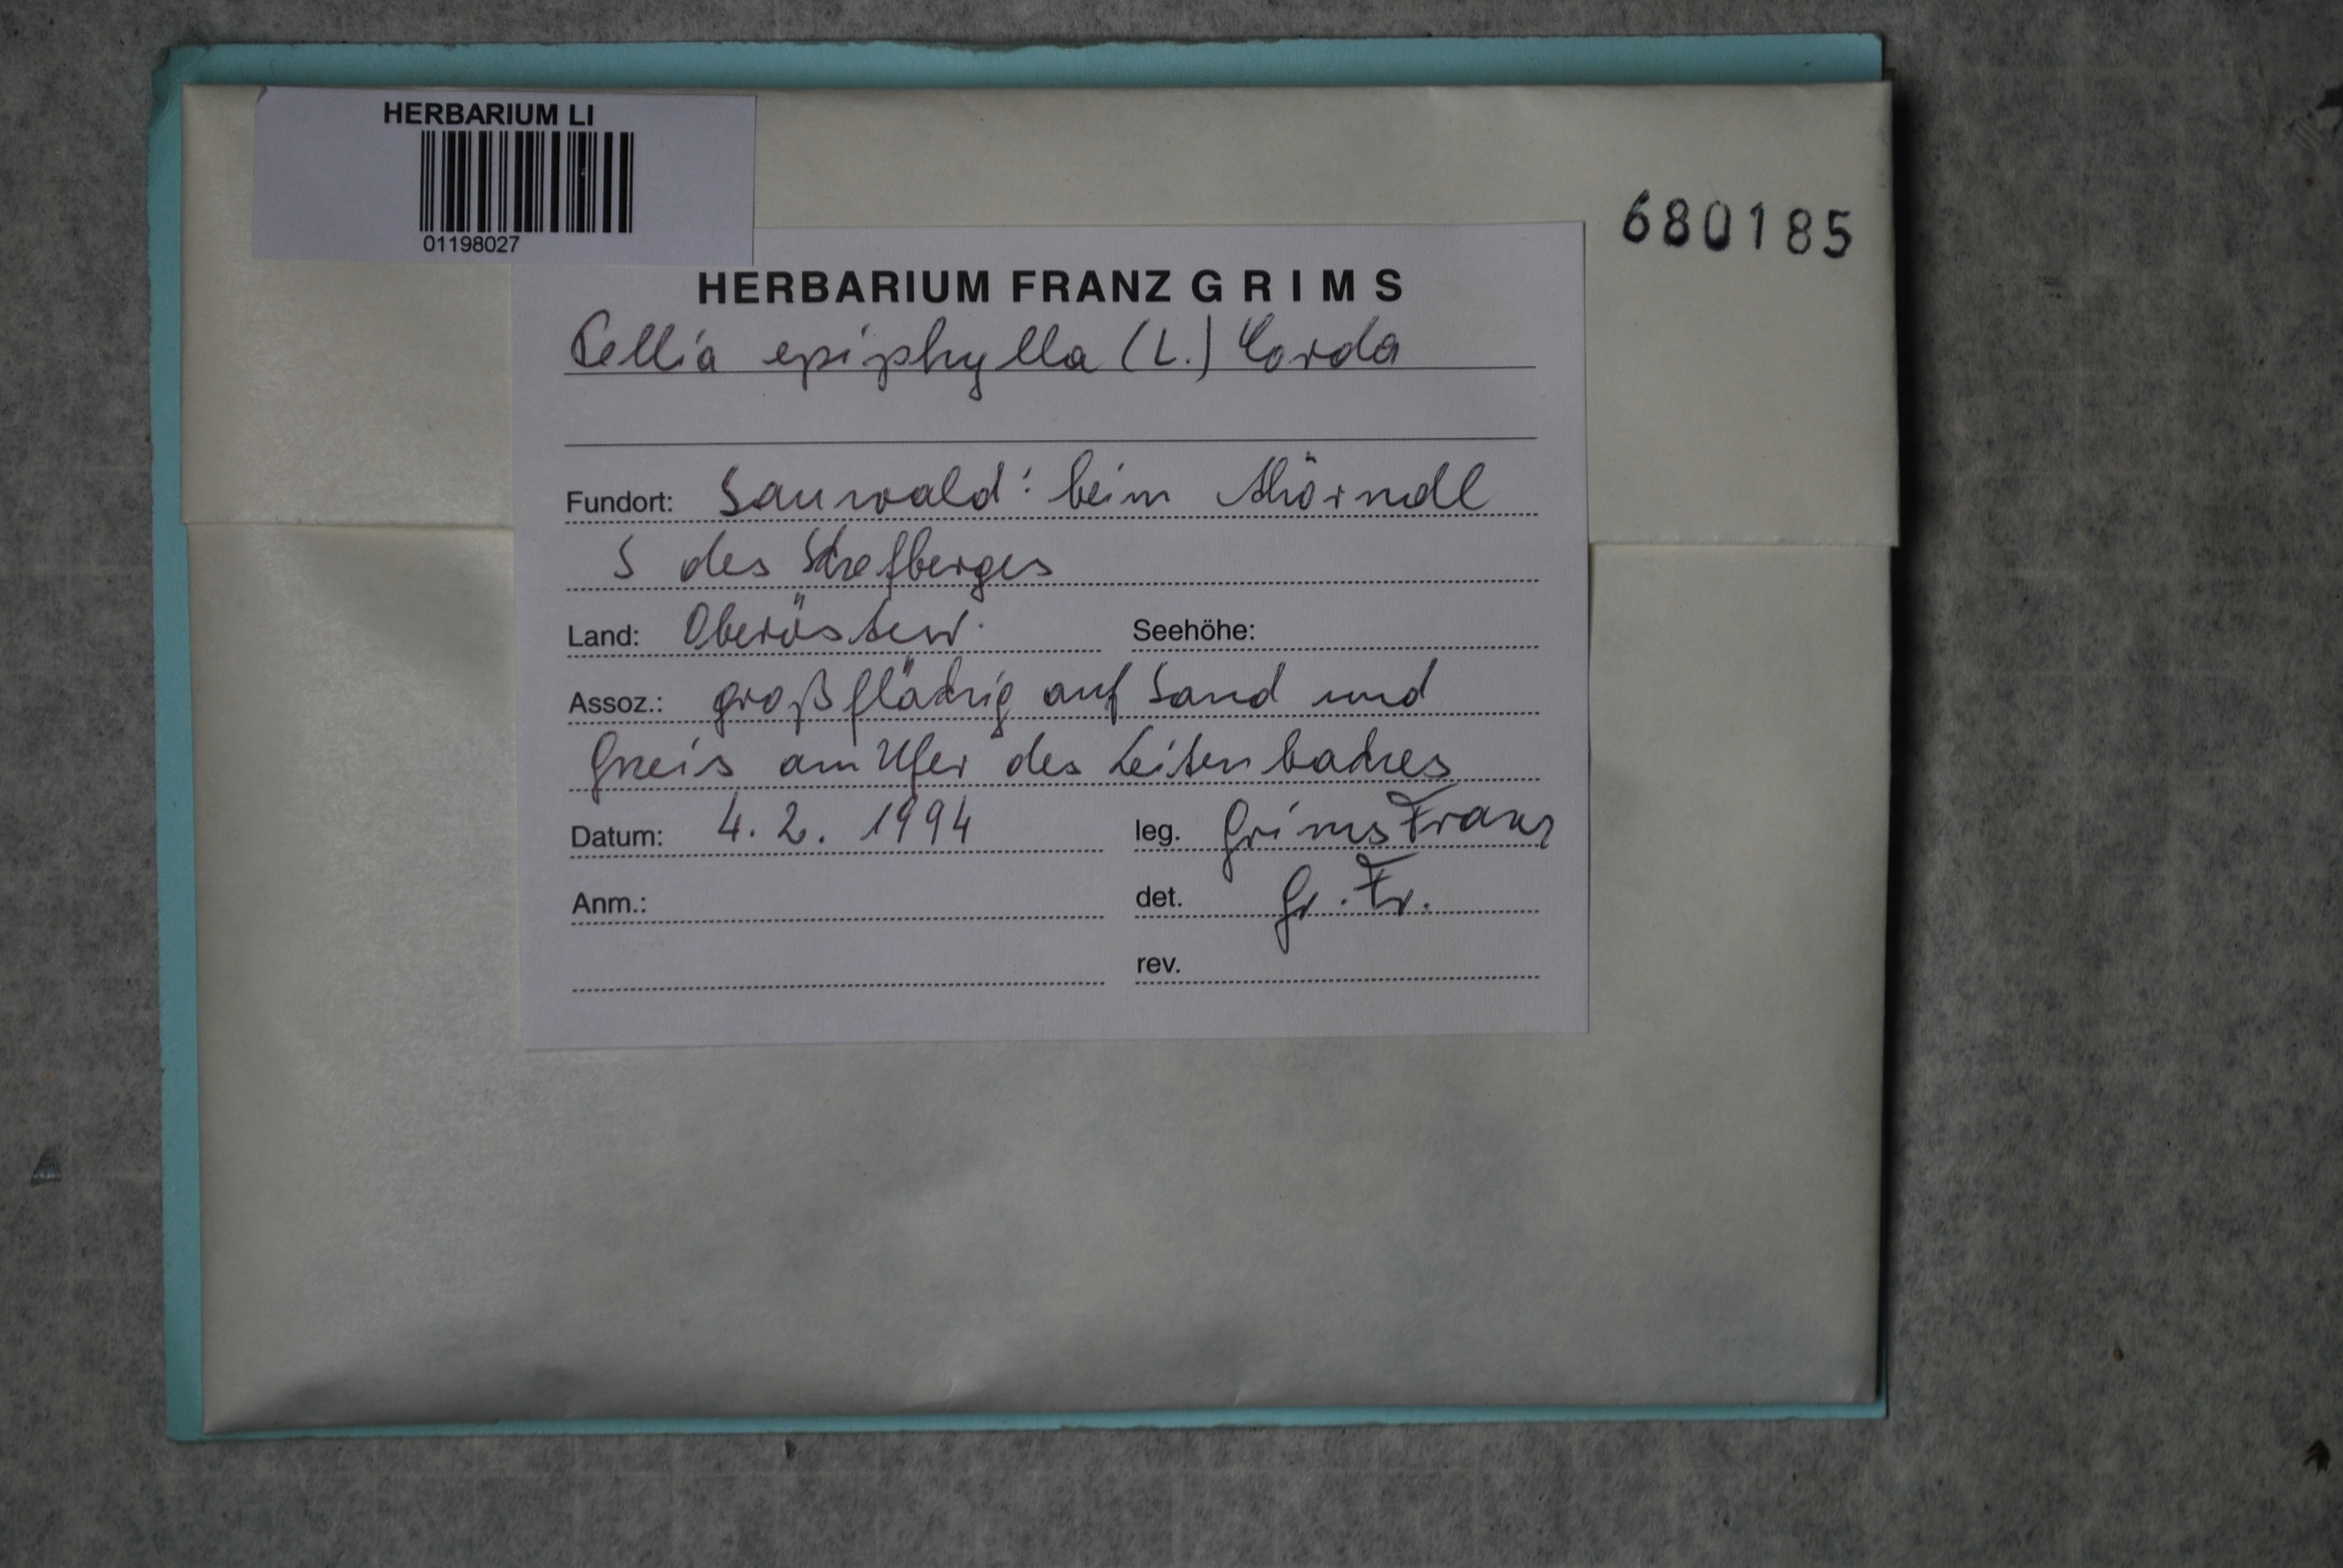 HERBARIUM LI
01198027
680185
HERBARIUM FRANZ GRIMS
Pellia epiphylla (L.) Corda
Fundort: Sauwald: beim
S des Schefberges
Land: Oberösterr. Seehöhe:
Assoz.: großflächig auf Sand und
Gneis am Ufer des Leitenbaches
Datum: 4. 2. 1994 leg. Grims Franz
Anm.: det. Gr. Fr.
rev.